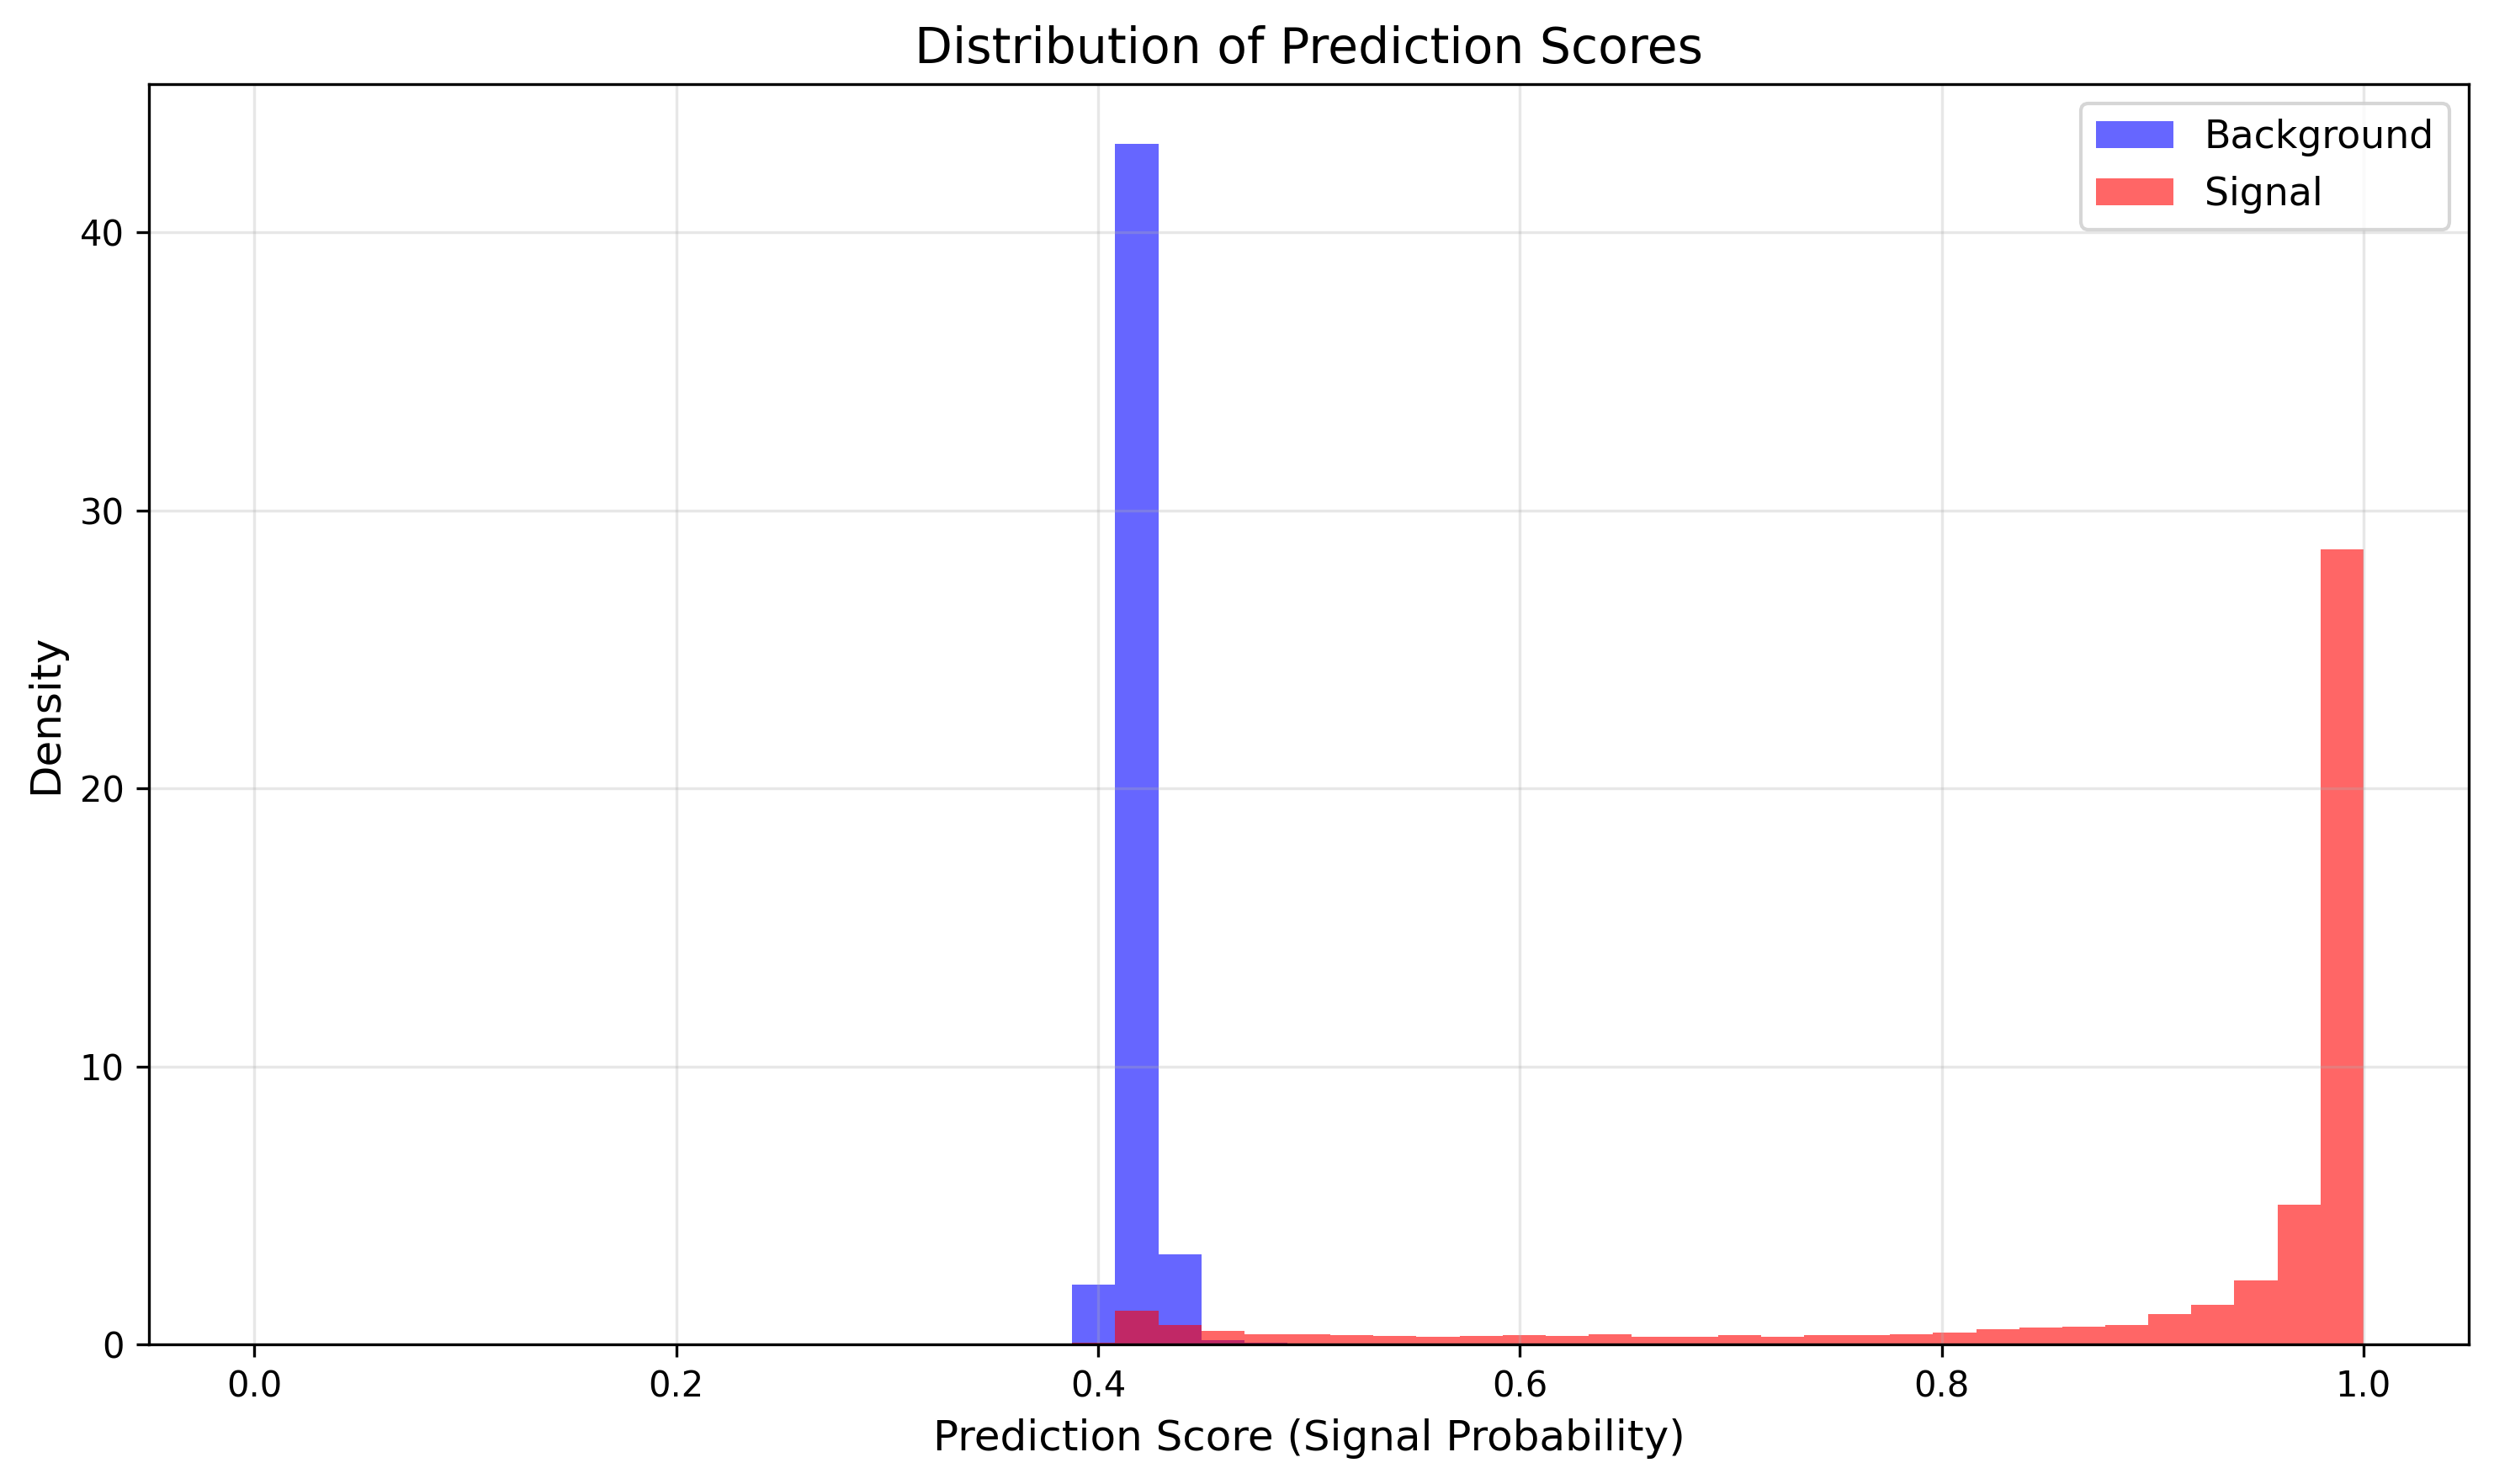 Distribution of Prediction Scores
Background
Signal
Density
40
30
20
10
0
0.0 0.2 0.4 0.6 0.8 1.0
Prediction Score (Signal Probability)